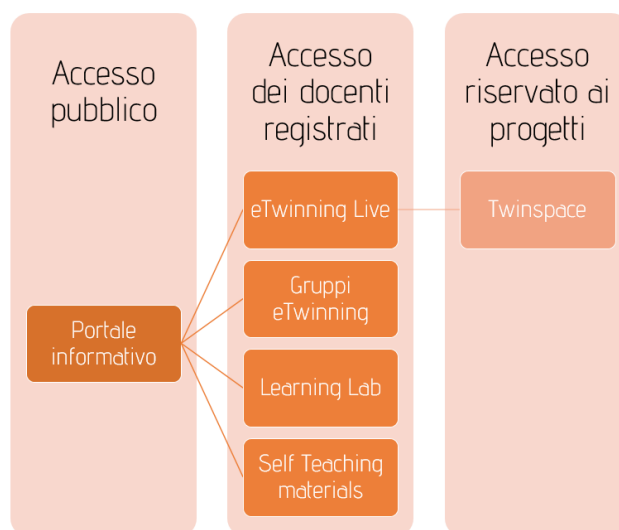 Accesso
pubblico
Accesso
dei docenti
registrati
Accesso
riservato ai
progetti
eTwinning Live
Twinspace
Gruppi
eTwinning
Portale
informativo
Learning Lab
Self Teaching
materials